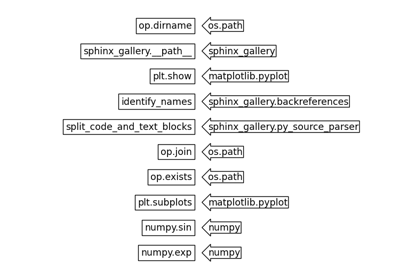 op.dirname os.path
sphinx_gallery.__path__ sphinx_gallery
plt.show matplotlib.pyplot
identify_names sphinx_gallery.backreferences
split_code_and_text_blocks sphinx_gallery.py_source_parser
op.join os.path
op.exists os.path
plt.subplots matplotlib.pyplot
numpy.sin numpy
numpy.exp numpy